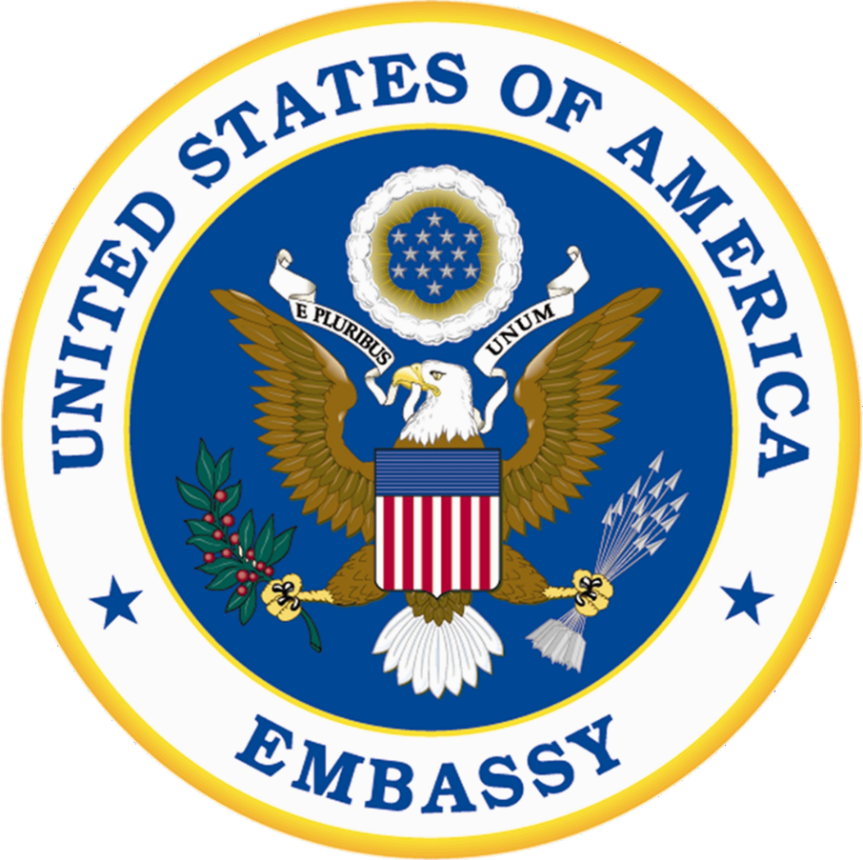 UNITED STATES OF AMERICA
E PLURIBUS UNUM
EMBASSY